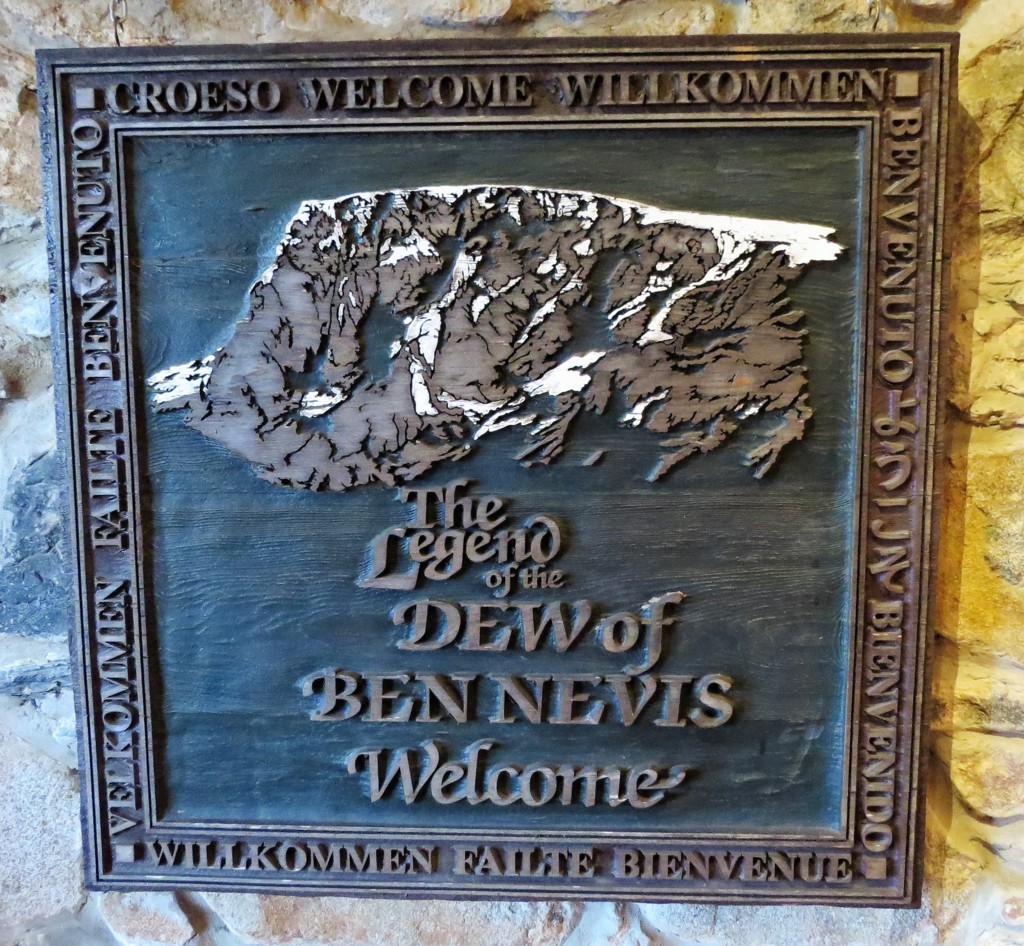 CROESO WELCOME WILLKOMMEN
BENVENUTO
BIENVENIDO
WILLKOMMEN FAILTE BIENVENUE
VELKOMMEN FAILTE BENVENUTO
The
Legend
of the
DEW of
BEN NEVIS
Welcome